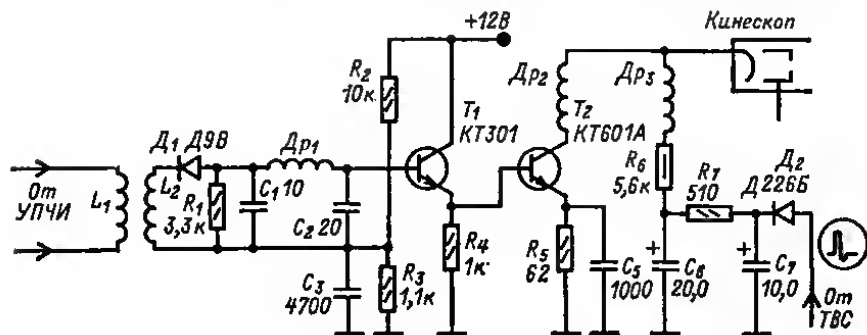 +12В
Кинескоп
R2
10к
Др2
Др3
T1
КТ301
T2
КТ601А
Д1 Д9В
Др1
От
УПЧИ
L1
L2
R1
3,3к
C1 10
C2 20
R6
5,6к
R7
510
Д2
Д226Б
C3
4700
R3
1,1к
R4
1к
R5
62
C5
1000
+
C6
20,0
+
C7
10,0
От
ТВС